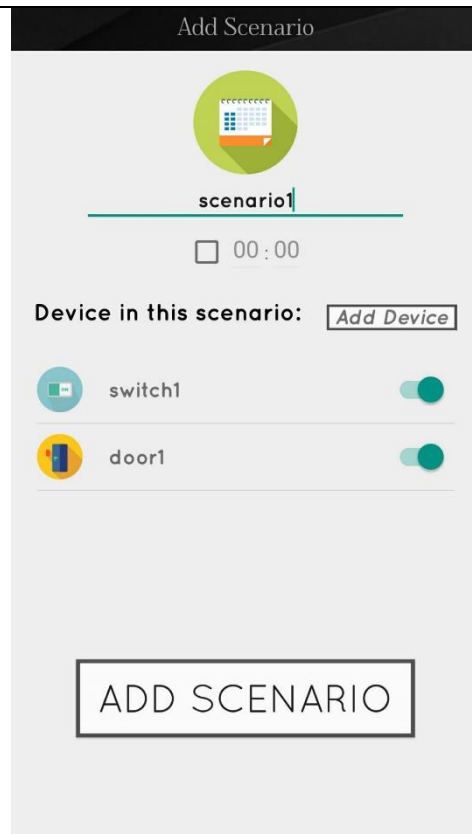 Add Scenario
scenario1
00 : 00
Device in this scenario: Add Device
switch1
door1
ADD SCENARIO